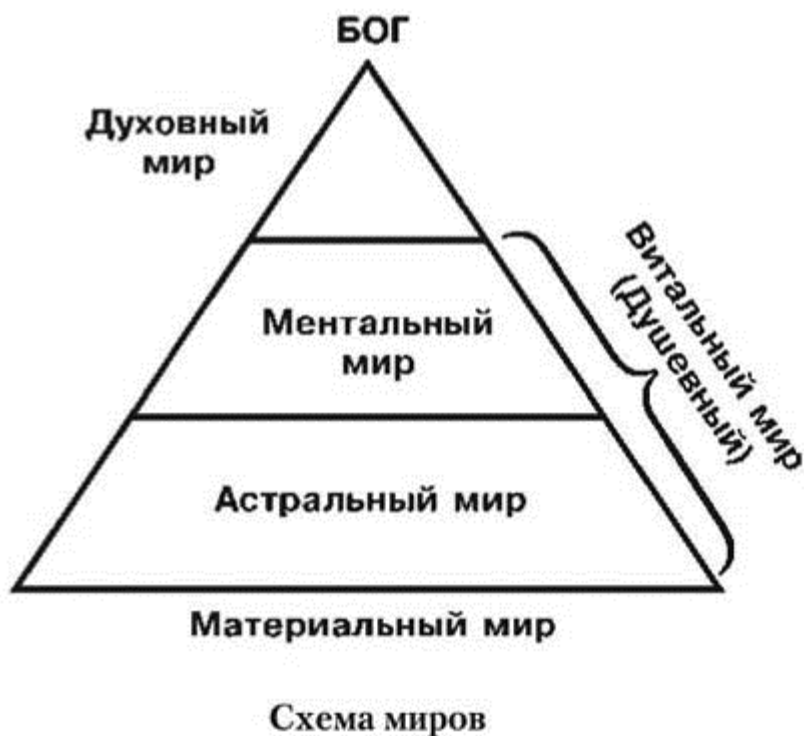 БОГ
Духовный
мир
Ментальный
мир
Витальный мир
(Душевный)
Астральный мир
Материальный мир
Схема миров